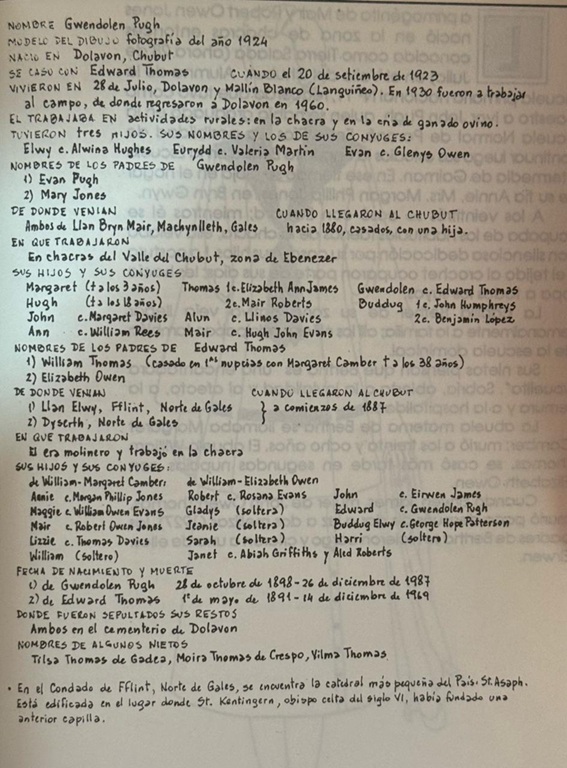 NOMBRE Gwendolen Pugh
MODELO DEL DIBUJO fotografía del año 1924
NACIO EN Dolavon, Chubut
SE CASO CON Edward Thomas CUANDO el 20 de setiembre de 1923
VIVIERON EN 28 de Julio, Dolavon y Mallín Blanco (Languiñeo). En 1930 fueron a trabajar
al campo, de donde regresaron a Dolavon en 1960.
EL TRABAJABA EN actividades rurales: en la chacra y en la cria de ganado ovino.
TUVIERON tres HIJOS. SUS NOMBRES Y LOS DE SUS CONYUGES:
Elwy c. Alwina Hughes Eurydd c. Valeria Martin Evan c. Glenys Owen
NOMBRES DE LOS PADRES DE Gwendolen Pugh
1) Evan Pugh
2) Mary Jones
DE DONDE VENIAN CUANDO LLEGARON AL CHUBUT
Ambos de Llan Bryn Mair, Machynlleth, Gales hacia 1880, casados, con una hija.
EN QUE TRABAJARON
En chacras del Valle del Chubut, zona de Ebenezer
SUS HIJOS Y SUS CONYUGES
Margaret († a los 3 años) Thomas 1c. Elizabeth Ann James Gwendolen c. Edward Thomas
Hugh († a los 18 años) 2c. Mair Roberts Buddug 1c. John Humphreys
John c. Margaret Davies Alun c. Llinos Davies 2c. Benjamín López
Ann c. William Rees Mair c. Hugh John Evans
NOMBRES DE LOS PADRES DE Edward Thomas
1) William Thomas (casado en 1as nupcias con Margaret Camber † a los 38 años)
2) Elizabeth Owen
DE DONDE VENIAN CUANDO LLEGARON AL CHUBUT
1) Llan Elwy, Fflint, Norte de Gales } a comienzos de 1887
2) Dyserth, Norte de Gales
EN QUE TRABAJARON
El era molinero y trabajó en la chacra
SUS HIJOS Y SUS CONYUGES:
de William-Margaret Camber: de William-Elizabeth Owen
Annie c. Morgan Phillip Jones Robert c. Rosana Evans John c. Eirwen James
Maggie c. William Owen Evans Gladys (soltera) Edward c. Gwendolen Pugh
Mair c. Robert Owen Jones Jeanie (soltera) Buddug Elwy c. George Hope Patterson
Lizzie c. Thomas Davies Sarah (soltera) Harri (soltero)
William (soltero) Janet c. Abiah Griffiths y Aled Roberts
FECHA DE NACIMIENTO Y MUERTE
1) de Gwendolen Pugh 28 de octubre de 1898 - 26 de diciembre de 1987
2) de Edward Thomas 1° de mayo de 1891 - 14 de diciembre de 1969
DONDE FUERON SEPULTADOS SUS RESTOS
Ambos en el cementerio de Dolavon
NOMBRES DE ALGUNOS NIETOS
Tilsa Thomas de Gadea, Moira Thomas de Crespo, Vilma Thomas
• En el Condado de Fflint, Norte de Gales, se encuentra la catedral más pequeña del País: St. Asaph.
Está edificada en el lugar donde St. Kentingern, obispo celta del siglo VI, había fundado una
anterior capilla.